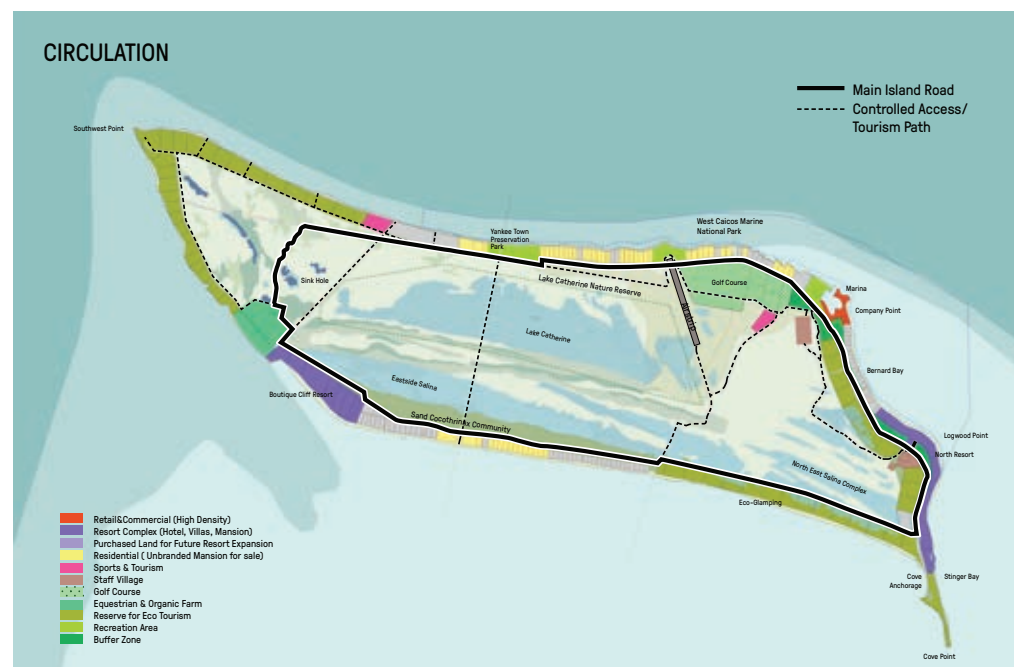 CIRCULATION
Main Island Road
Controlled Access/
Tourism Path
Southwest Point
West Caicos Marine
National Park
Yankee Town
Preservation
Park
Sink Hole
Lake Catherine Nature Reserve
Golf Course
Marina
Company Point
Lake Catherine
Bernard Bay
Eastside Salina
Boutique Cliff Resort
Sand Cocothrinax Community
Logwood Point
North Resort
North East Salina Complex
Eco-Glamping
Cove
Anchorage
Stinger Bay
Cove Point
Retail&Commercial (High Density)
Resort Complex (Hotel, Villas, Mansion)
Purchased Land for Future Resort Expansion
Residential ( Unbranded Mansion for sale)
Sports & Tourism
Staff Village
Golf Course
Equestrian & Organic Farm
Reserve for Eco Tourism
Recreation Area
Buffer Zone